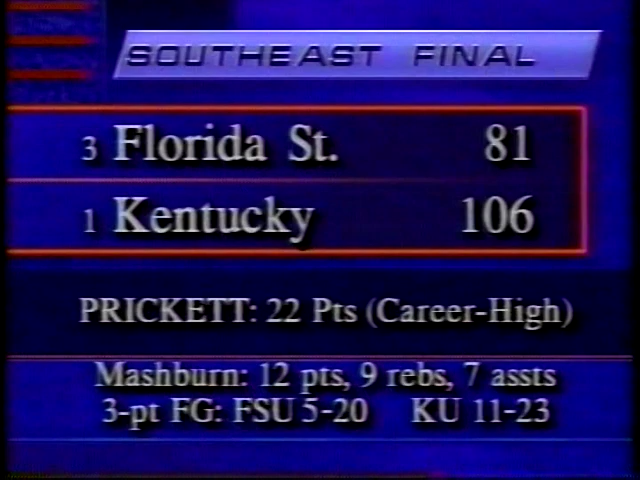 SOUTHEAST FINAL
3 Florida St. 81
1 Kentucky 106
PRICKETT: 22 Pts (Career-High)
Mashburn: 12 pts, 9 rebs, 7 assts
3-pt FG: FSU 5-20 KU 11-23